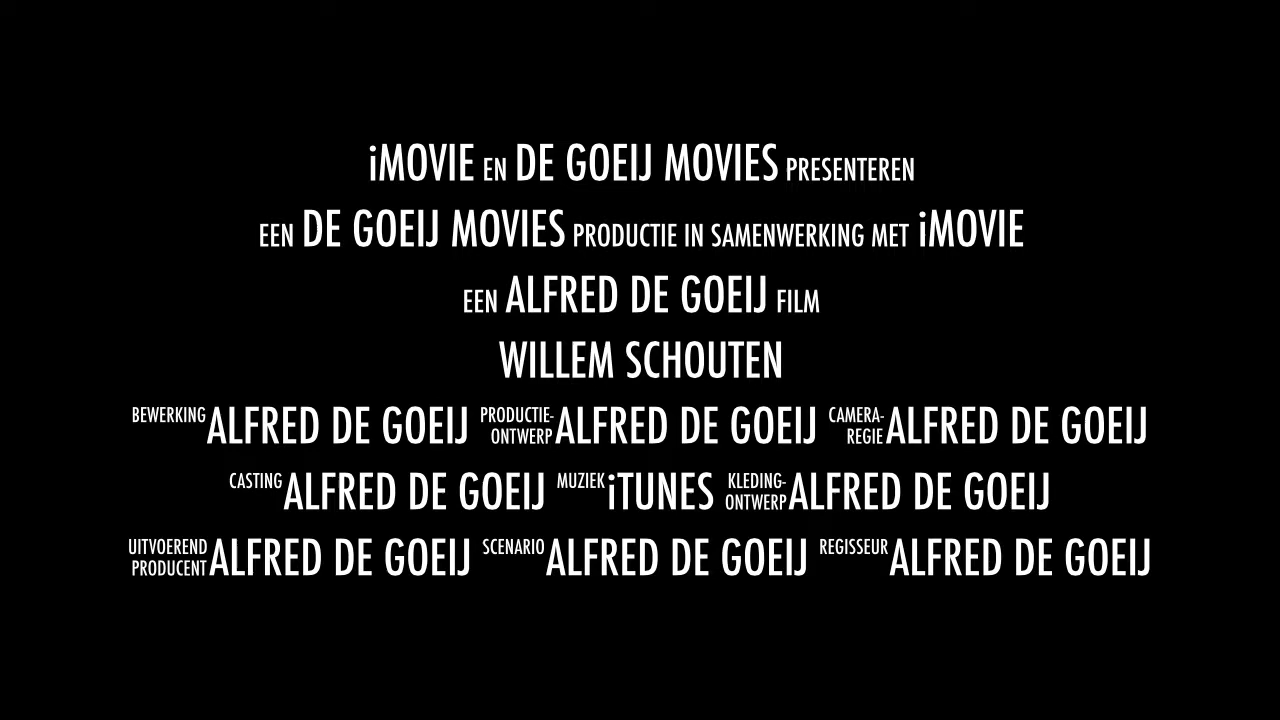 iMOVIE EN DE GOEIJ MOVIES PRESENTEREN
EEN DE GOEIJ MOVIES PRODUCTIE IN SAMENWERKING MET iMOVIE
EEN ALFRED DE GOEIJ FILM
WILLEM SCHOUTEN
BEWERKING ALFRED DE GOEIJ PRODUCTIE-ONTWERP ALFRED DE GOEIJ CAMERA-REGIE ALFRED DE GOEIJ
CASTING ALFRED DE GOEIJ MUZIEK iTUNES KLEDING-ONTWERP ALFRED DE GOEIJ
UITVOEREND PRODUCENT ALFRED DE GOEIJ SCENARIO ALFRED DE GOEIJ REGISSEUR ALFRED DE GOEIJ